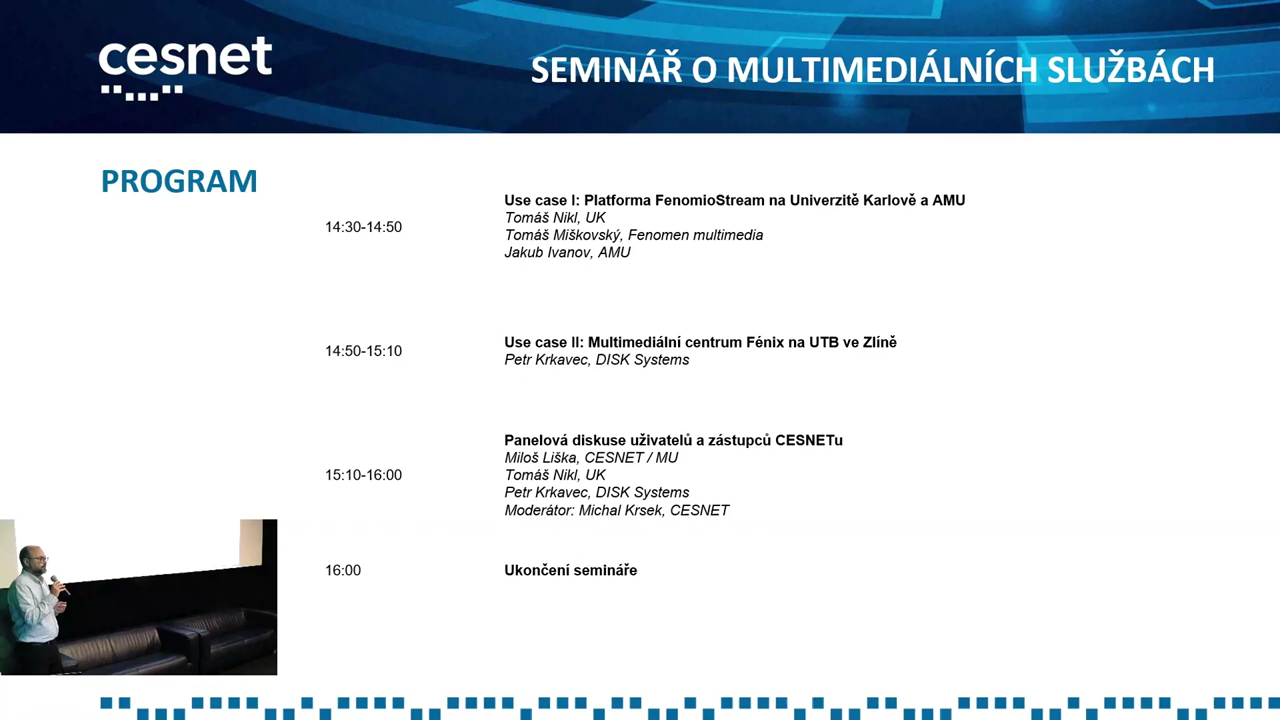 cesnet
SEMINÁŘ O MULTIMEDIÁLNÍCH SLUŽBÁCH
PROGRAM
14:30-14:50
Use case I: Platforma FenomioStream na Univerzitě Karlově a AMU
Tomáš Nikl, UK
Tomáš Miškovský, Fenomen multimedia
Jakub Ivanov, AMU
14:50-15:10
Use case II: Multimediální centrum Fénix na UTB ve Zlíně
Petr Krkavec, DISK Systems
15:10-16:00
Panelová diskuse uživatelů a zástupců CESNETu
Miloš Liška, CESNET / MU
Tomáš Nikl, UK
Petr Krkavec, DISK Systems
Moderátor: Michal Krsek, CESNET
16:00
Ukončení semináře